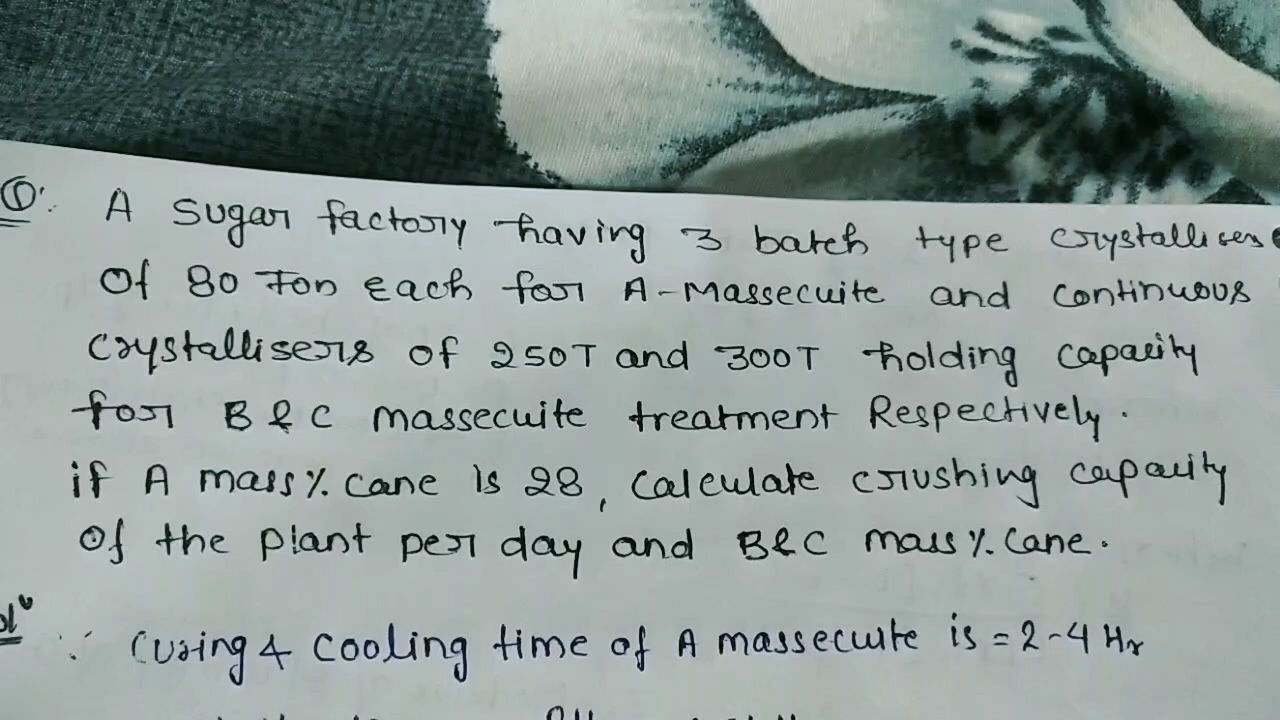 Q: A sugar factory having 3 batch type crystallisers
Of 80 Ton Each for A-Massecuite and continuous
Crystallisers of 250T and 300T holding capacity
for B & C massecuite treatment Respectively.
if A mass % cane is 28, calculate crushing capacity
Of the plant per day and B&C mass % cane.
∵ Curing & cooling time of A massecuite is = 2-4 Hr